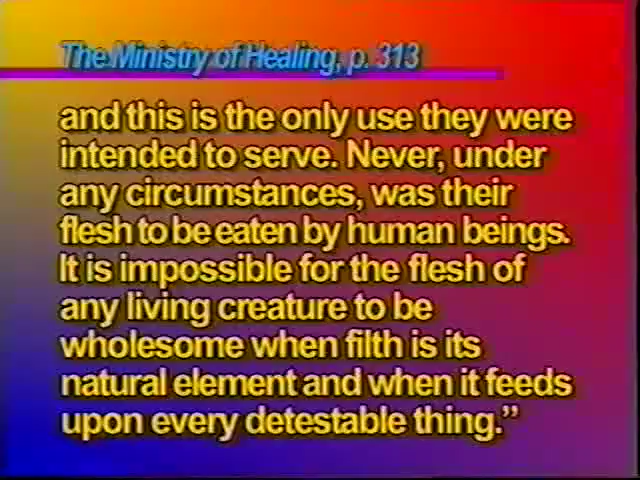 The Ministry of Healing, p. 313
and this is the only use they were
intended to serve. Never, under
any circumstances, was their
flesh to be eaten by human beings.
It is impossible for the flesh of
any living creature to be
wholesome when filth is its
natural element and when it feeds
upon every detestable thing.”